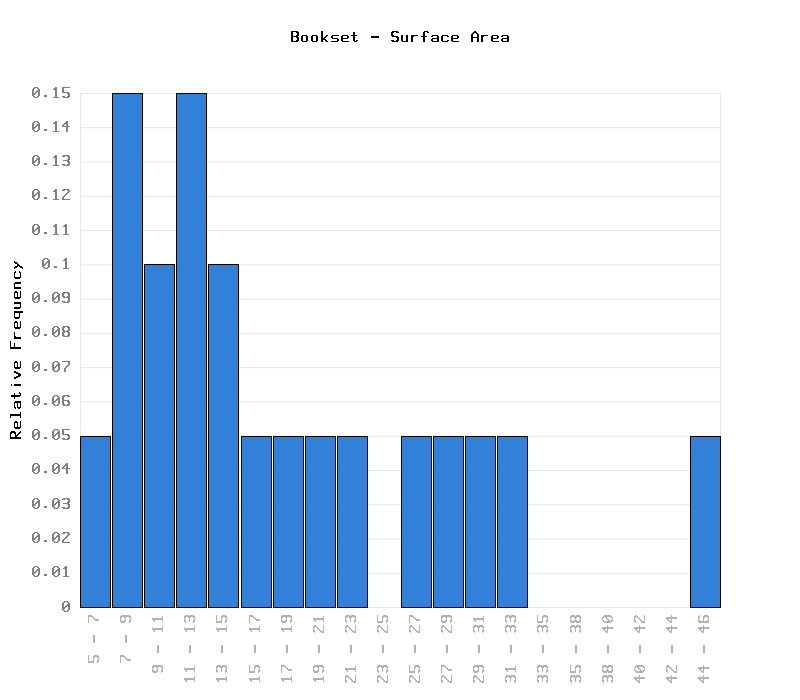 Bookset - Surface Area
Relative Frequency
0.15
0.14
0.13
0.12
0.11
0.1
0.09
0.08
0.07
0.06
0.05
0.04
0.03
0.02
0.01
0
5 - 7
7 - 9
9 - 11
11 - 13
13 - 15
15 - 17
17 - 19
19 - 21
21 - 23
23 - 25
25 - 27
27 - 29
29 - 31
31 - 33
33 - 35
35 - 38
38 - 40
40 - 42
42 - 44
44 - 46